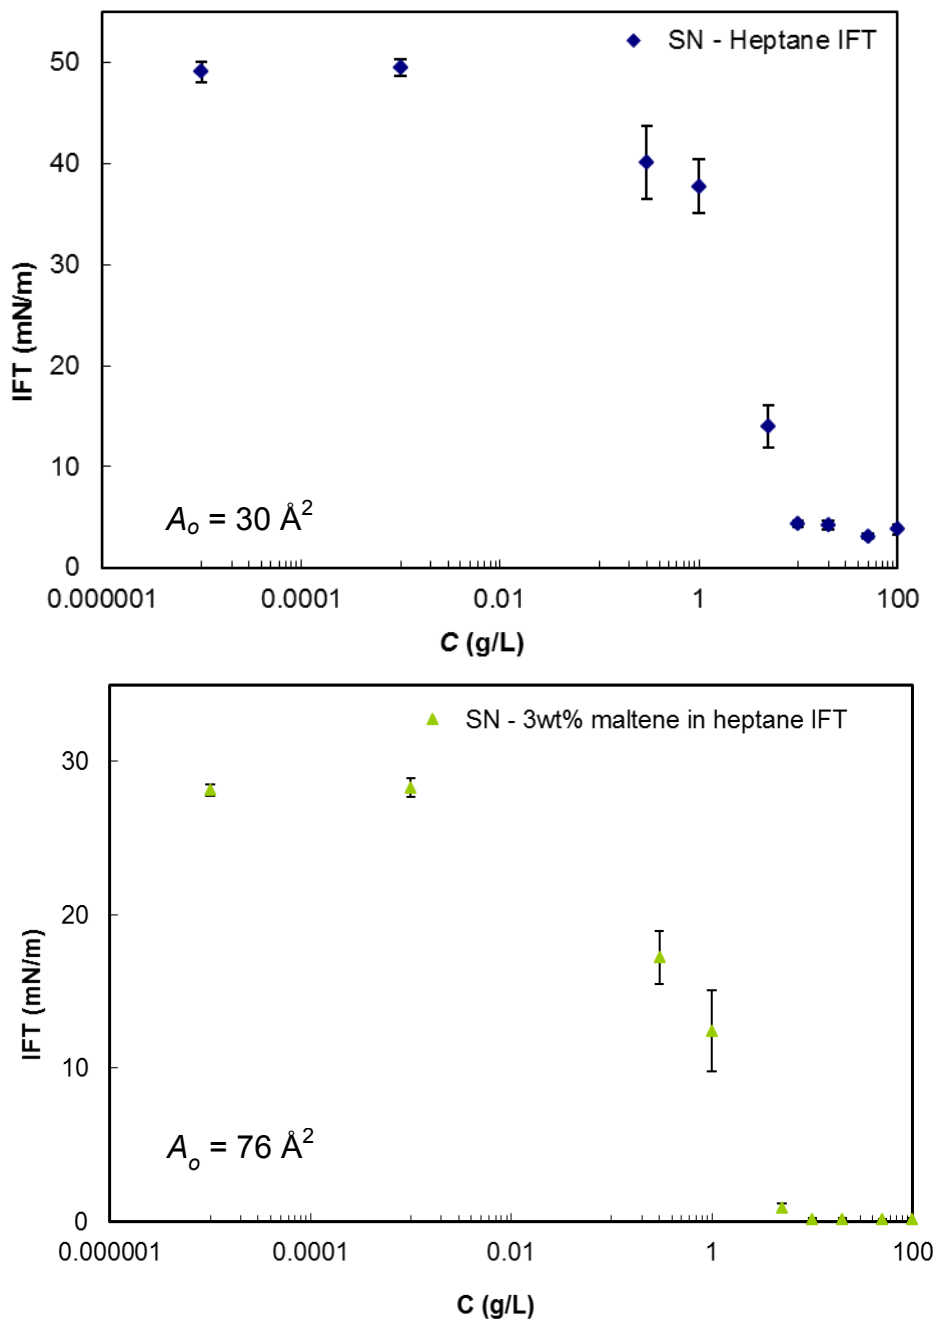 SN - Heptane IFT
50
40
30
20
10
0
IFT (mN/m)
Aₒ = 30 Å²
0.000001 0.0001 0.01 1 100
C (g/L)
SN - 3wt% maltene in heptane IFT
30
20
10
0
IFT (mN/m)
Aₒ = 76 Å²
0.000001 0.0001 0.01 1 100
C (g/L)